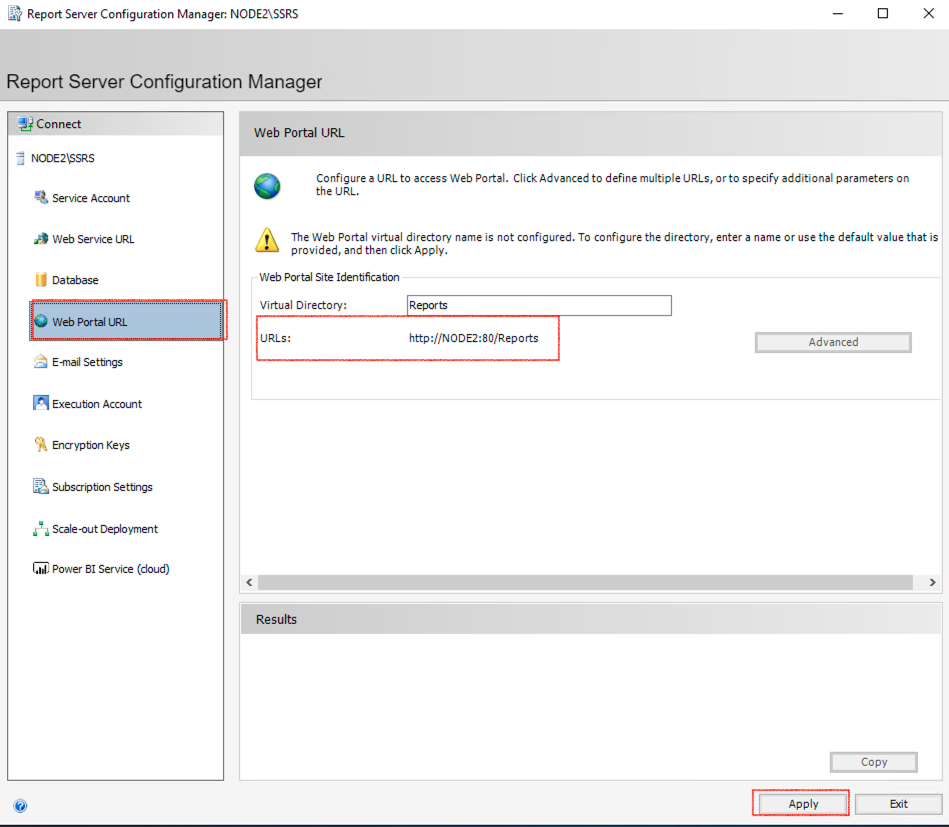 Report Server Configuration Manager: NODE2\SSRS
Report Server Configuration Manager
Connect
NODE2\SSRS
Service Account
Web Service URL
Database
Web Portal URL
E-mail Settings
Execution Account
Encryption Keys
Subscription Settings
Scale-out Deployment
Power BI Service (cloud)
Web Portal URL
Configure a URL to access Web Portal. Click Advanced to define multiple URLs, or to specify additional parameters on
the URL.
The Web Portal virtual directory name is not configured. To configure the directory, enter a name or use the default value that is
provided, and then click Apply.
Web Portal Site Identification
Virtual Directory: Reports
URLs: http://NODE2:80/Reports
Advanced
Results
Copy
Apply Exit